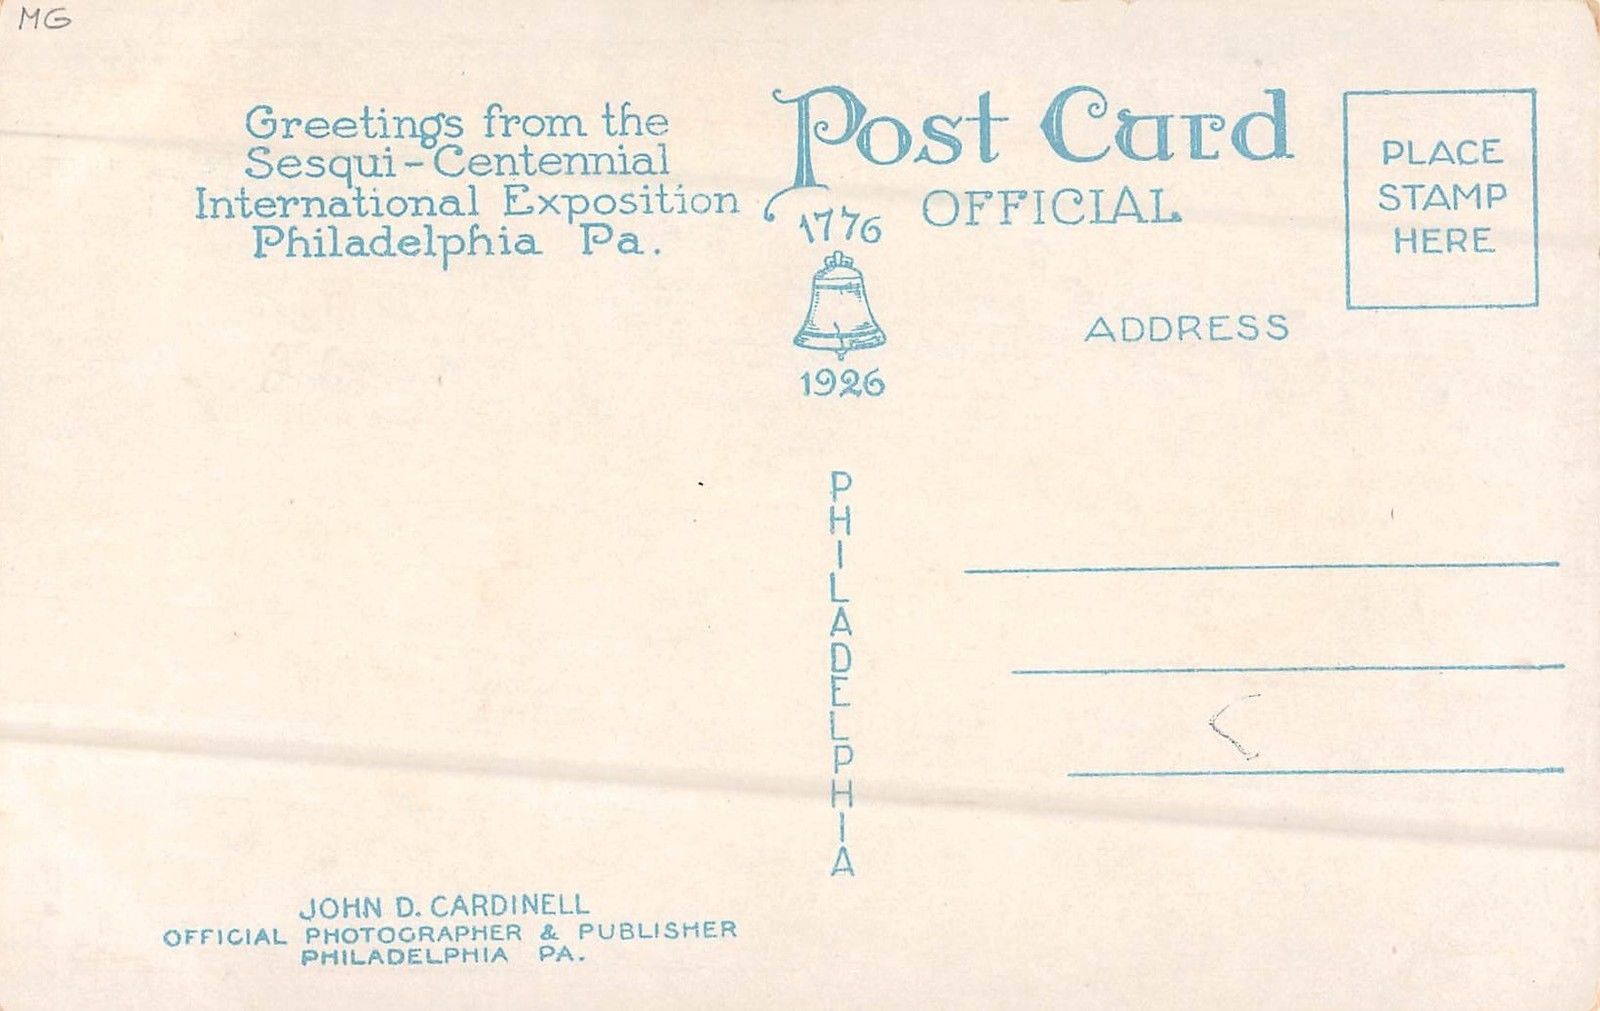 MG
Greetings from the
Sesqui-Centennial
International Exposition
Philadelphia Pa.
Post Card
OFFICIAL
1776
1926
PLACE
STAMP
HERE
ADDRESS
PHILADELPHIA
JOHN D. CARDINELL
OFFICIAL PHOTOGRAPHER & PUBLISHER
PHILADELPHIA PA.